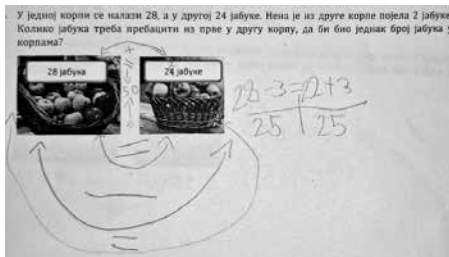 У једној корпи се налази 28, а у другој 24 јабуке. Нена је из друге корпе појела 2 јабуке
Колико јабука треба пребацити из прве у другу корпу, да би био једнак број јабука у
корпама?
28 јабука
24 јабуке
28-3=22+3
25 | 25